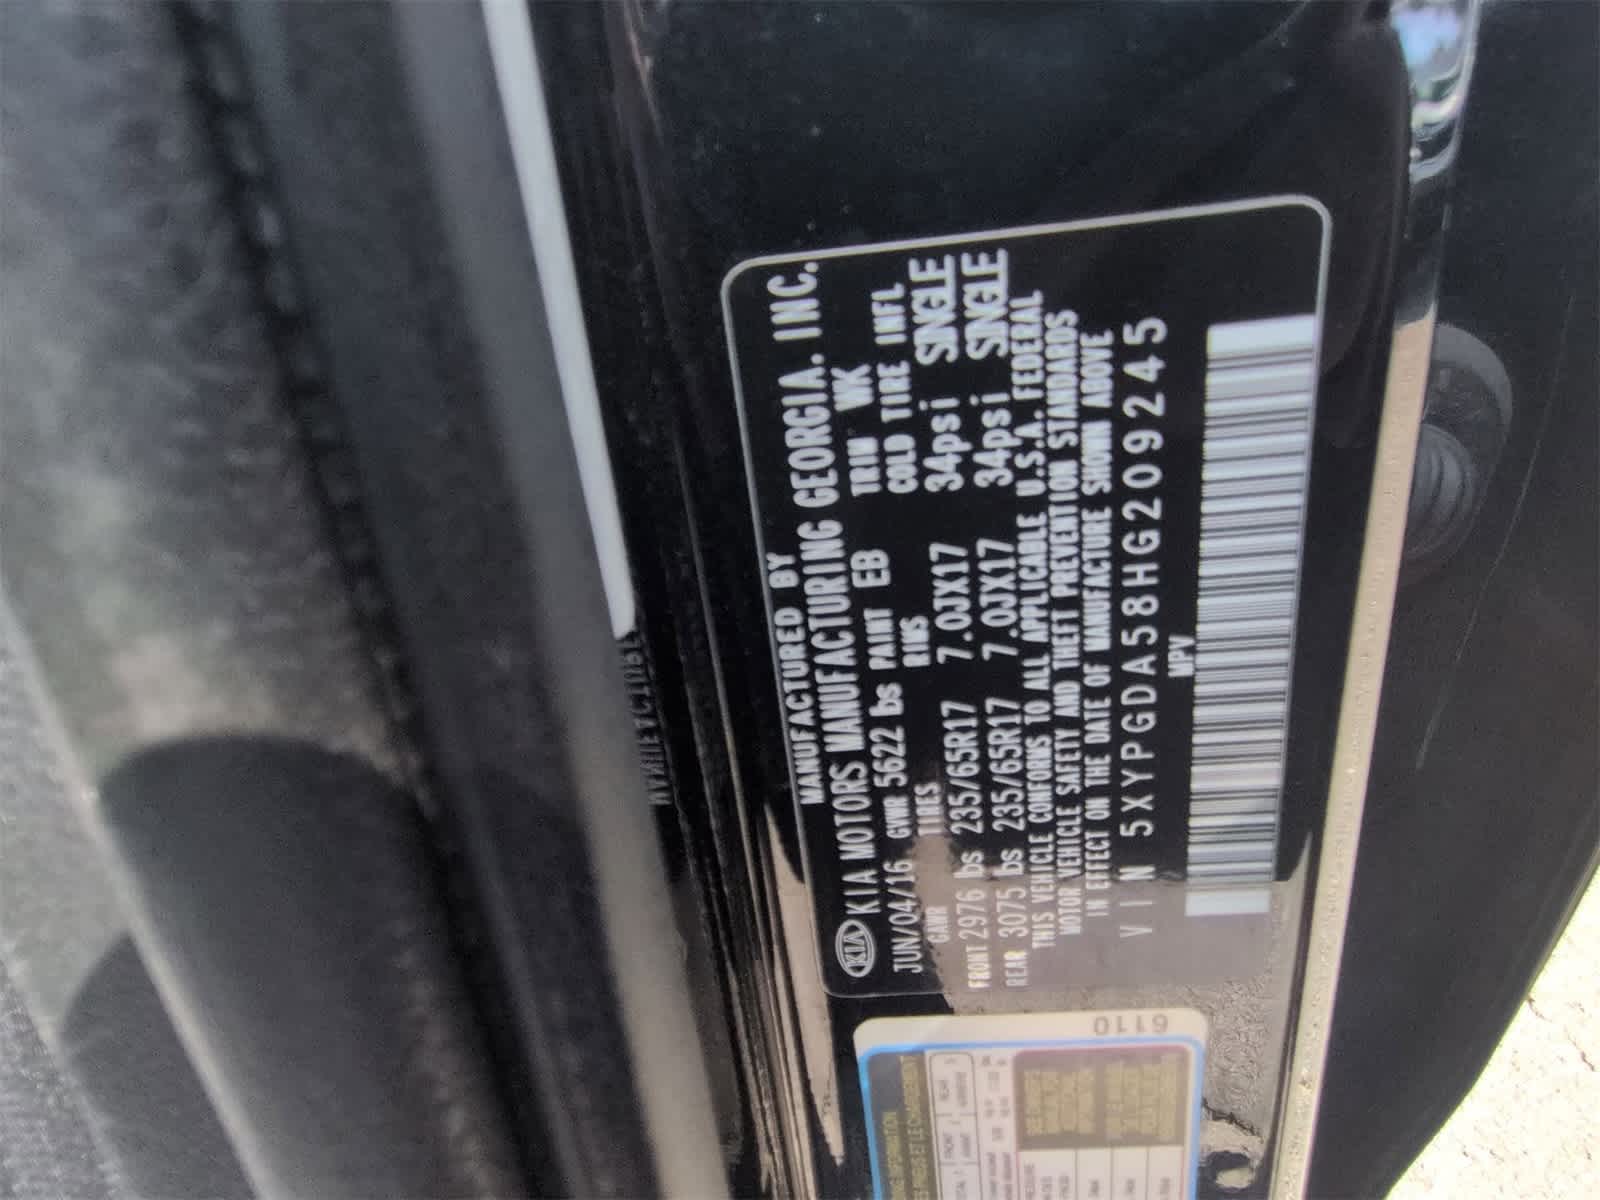 MANUFACTURED BY
KIA KIA MOTORS MANUFACTURING GEORGIA. INC.
JUN/04/16 GVWR 5622 lbs PAINT EB TRIM WK
GAWR TIRES RIMS COLD TIRE INFL
FRONT 2976 lbs 235/65R17 7.0JX17 34psi SINGLE
REAR 3075 lbs 235/65R17 7.0JX17 34psi SINGLE
THIS VEHICLE CONFORMS TO ALL APPLICABLE U.S.A. FEDERAL
MOTOR VEHICLE SAFETY AND THEFT PREVENTION STANDARDS
IN EFFECT ON THE DATE OF MANUFACTURE SHOWN ABOVE
VIN 5XYPGDA58HG209245
MPV
6110
FRONT
REAR